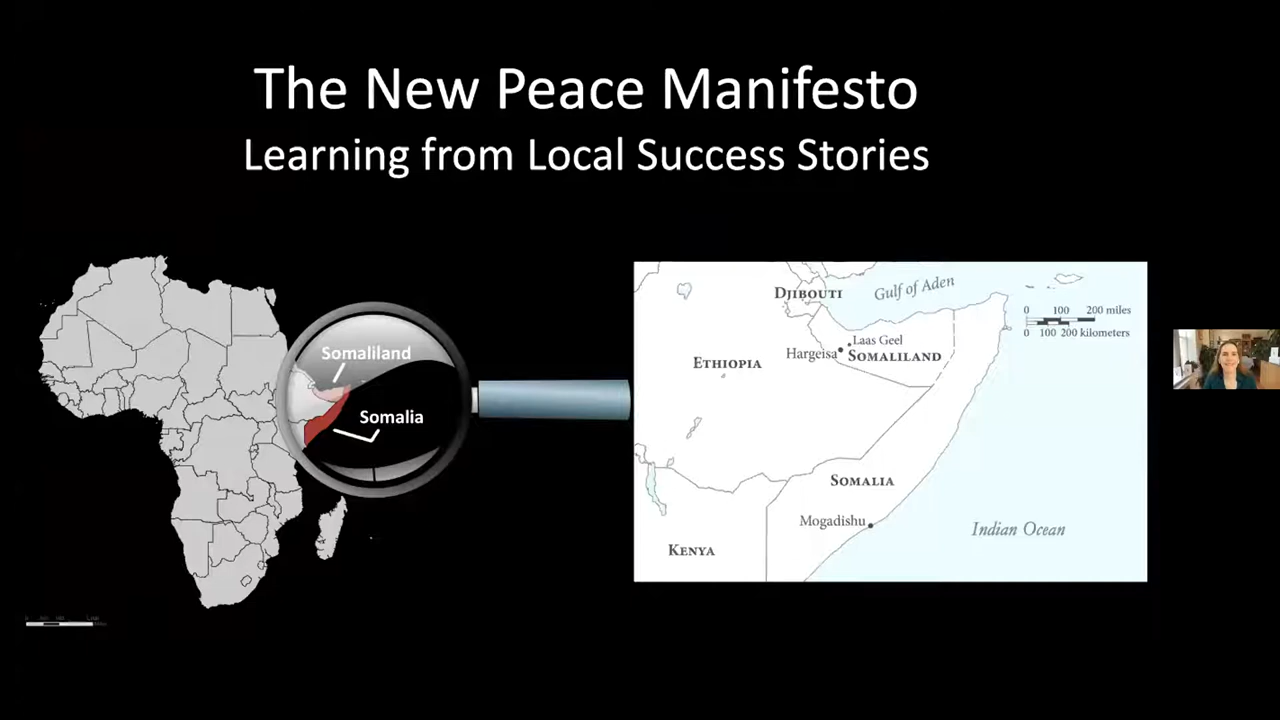 The New Peace Manifesto
Learning from Local Success Stories
Somaliland
Somalia
DJIBOUTI
Gulf of Aden
0 100 200 miles
0 100 200 kilometers
Laas Geel
Hargeisa
SOMALILAND
ETHIOPIA
SOMALIA
Mogadishu
Indian Ocean
KENYA